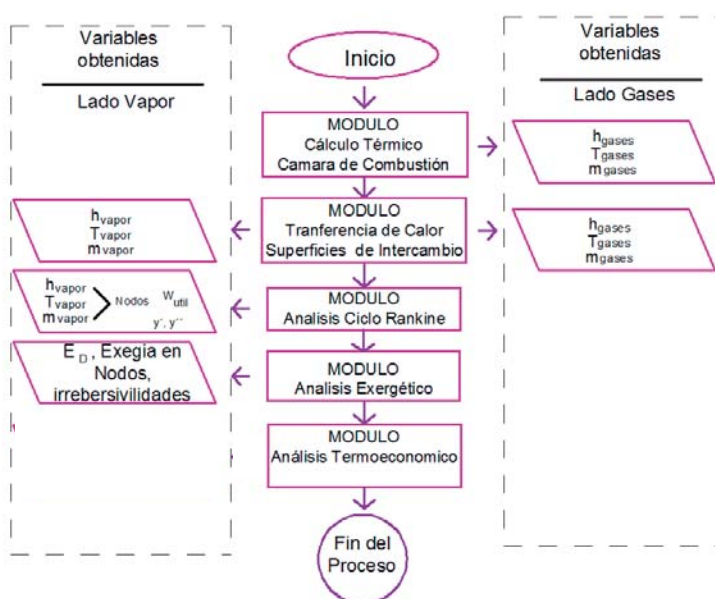 Variables
obtenidas
Lado Vapor
hvapor
Tvapor
mvapor
hvapor
Tvapor
mvapor
Nodos Wutil
y´, y´´
E D , Exegia en
Nodos,
irrebersivilidades
Inicio
MODULO
Cálculo Térmico
Camara de Combustión
MODULO
Tranferencia de Calor
Superficies de Intercambio
MODULO
Analisis Ciclo Rankine
MODULO
Analisis Exergético
MODULO
Análisis Termoeconomico
Fin del
Proceso
Variables
obtenidas
Lado Gases
hgases
Tgases
mgases
hgases
Tgases
mgases